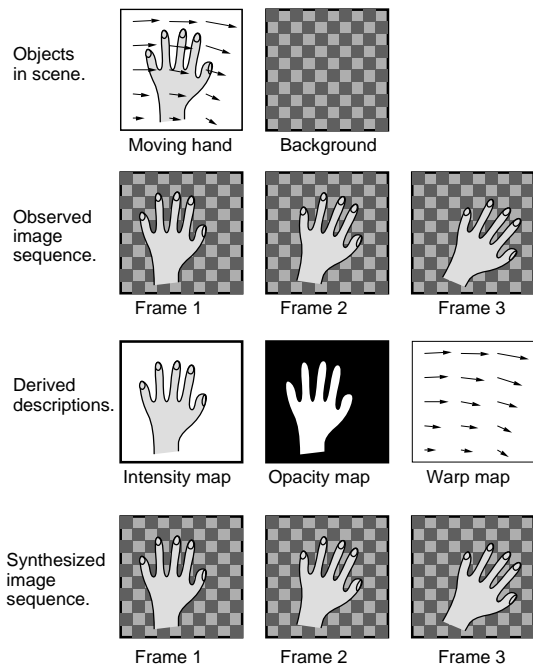 Objects
in scene.
Moving hand
Background
Observed
image
sequence.
Frame 1
Frame 2
Frame 3
Derived
descriptions.
Intensity map
Opacity map
Warp map
Synthesized
image
sequence.
Frame 1
Frame 2
Frame 3